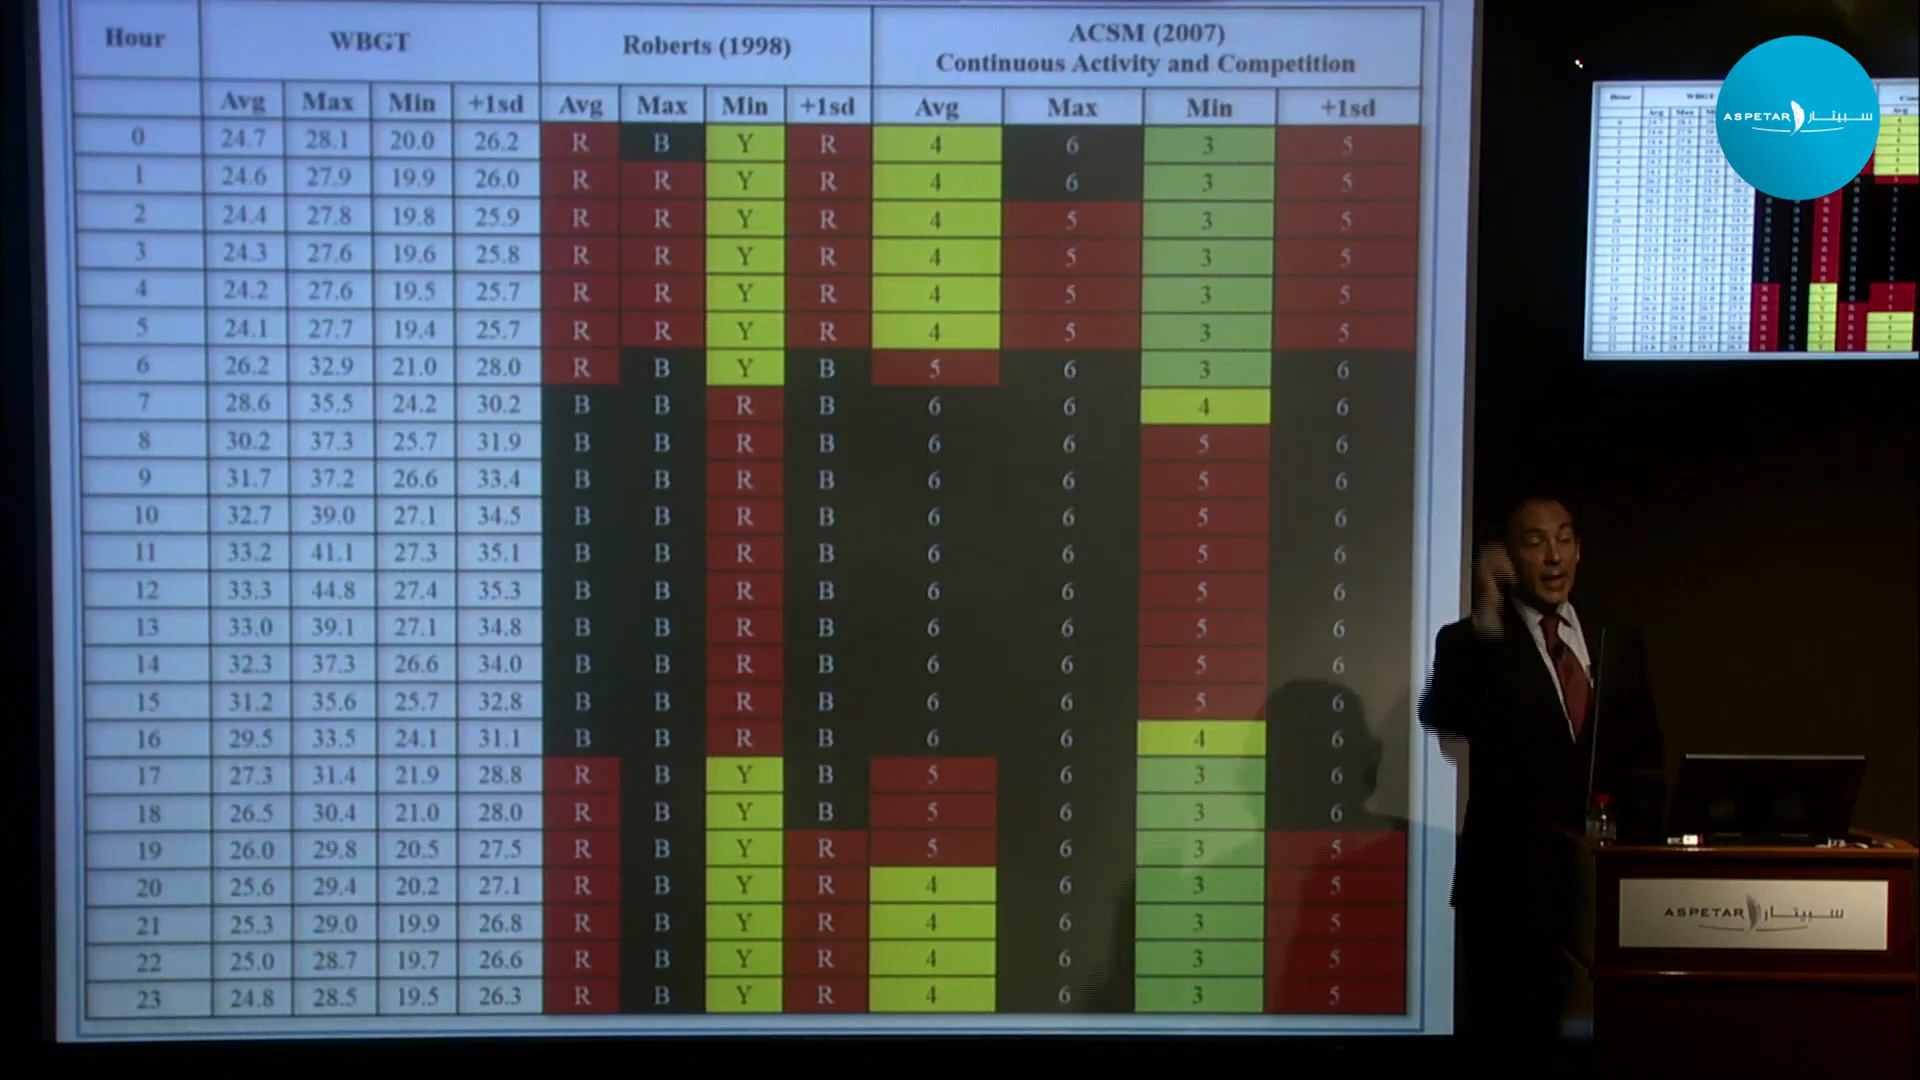 Hour WBGT Roberts (1998) ACSM (2007)
Continuous Activity and Competition
Avg Max Min +1sd Avg Max Min +1sd Avg Max Min +1sd
0 24.7 28.1 20.0 26.2 R B Y R 4 6 3 5
1 24.6 27.9 19.9 26.0 R R Y R 4 6 3 5
2 24.4 27.8 19.8 25.9 R R Y R 4 5 3 5
3 24.3 27.6 19.6 25.8 R R Y R 4 5 3 5
4 24.2 27.6 19.5 25.7 R R Y R 4 5 3 5
5 24.1 27.7 19.4 25.7 R R Y R 4 5 3 5
6 26.2 32.9 21.0 28.0 R B Y B 5 6 3 6
7 28.6 35.5 24.2 30.2 B B R B 6 6 4 6
8 30.2 37.3 25.7 31.9 B B R B 6 6 5 6
9 31.7 37.2 26.6 33.4 B B R B 6 6 5 6
10 32.7 39.0 27.1 34.5 B B R B 6 6 5 6
11 33.2 41.1 27.3 35.1 B B R B 6 6 5 6
12 33.3 44.8 27.4 35.3 B B R B 6 6 5 6
13 33.0 39.1 27.1 34.8 B B R B 6 6 5 6
14 32.3 37.3 26.6 34.0 B B R B 6 6 5 6
15 31.2 35.6 25.7 32.8 B B R B 6 6 5 6
16 29.5 33.5 24.1 31.1 B B R B 6 6 4 6
17 27.3 31.4 21.9 28.8 R B Y B 5 6 3 6
18 26.5 30.4 21.0 28.0 R B Y B 5 6 3 6
19 26.0 29.8 20.5 27.5 R B Y R 5 6 3 5
20 25.6 29.4 20.2 27.1 R B Y R 4 6 3 5
21 25.3 29.0 19.9 26.8 R B Y R 4 6 3 5
22 25.0 28.7 19.7 26.6 R B Y R 4 6 3 5
23 24.8 28.5 19.5 26.3 R B Y R 4 6 3 5
ASPETAR سبيتار
ASPETAR سبيتار